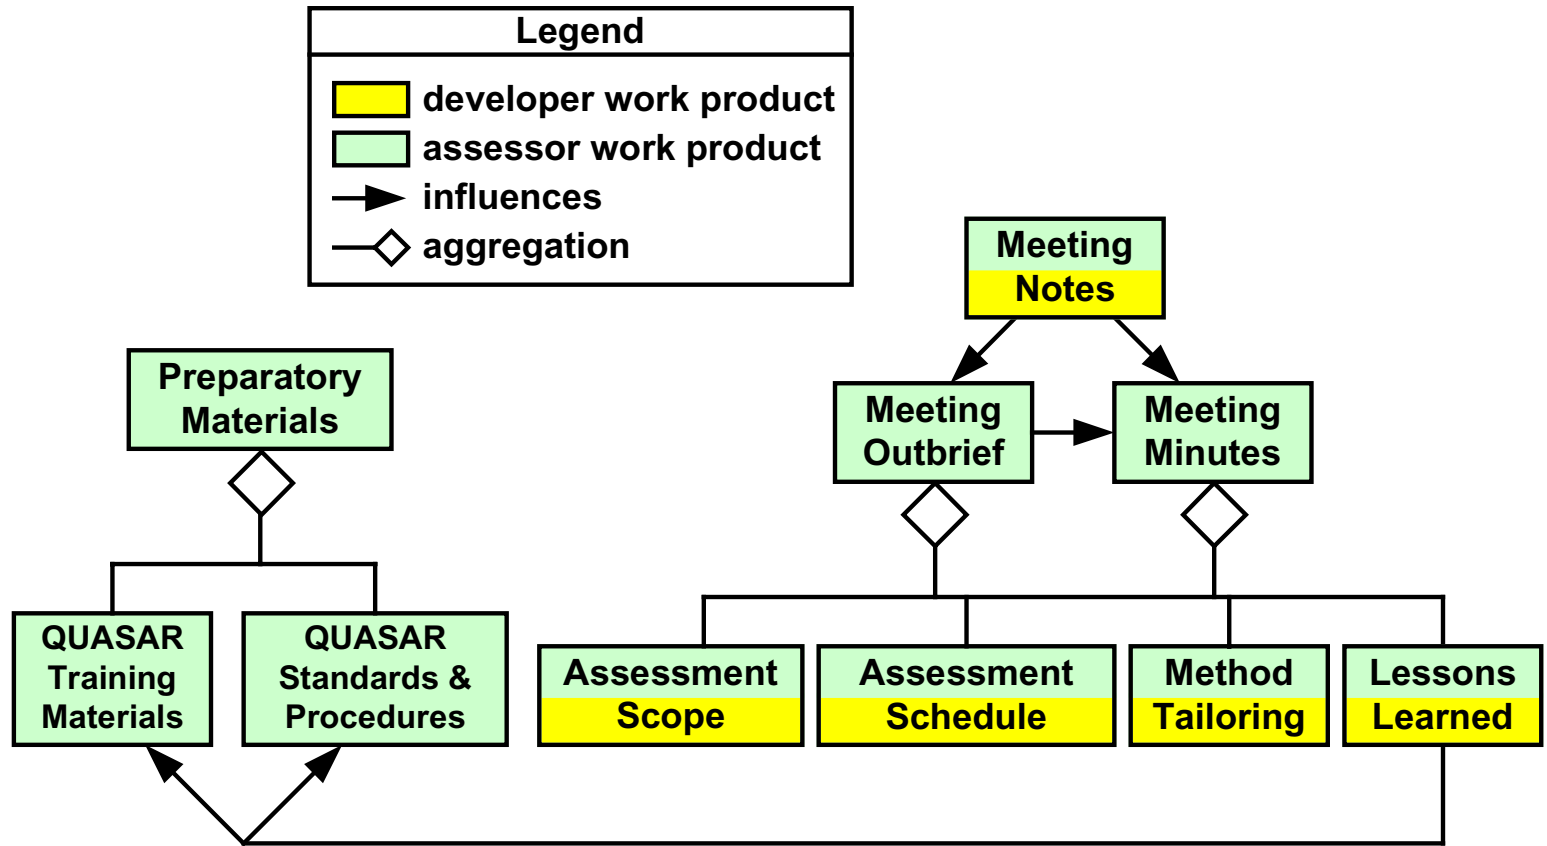 Legend
developer work product
assessor work product
influences
aggregation
Meeting
Notes
Preparatory
Materials
Meeting
Outbrief
Meeting
Minutes
QUASAR
Training
Materials
QUASAR
Standards &
Procedures
Assessment
Scope
Assessment
Schedule
Method
Tailoring
Lessons
Learned